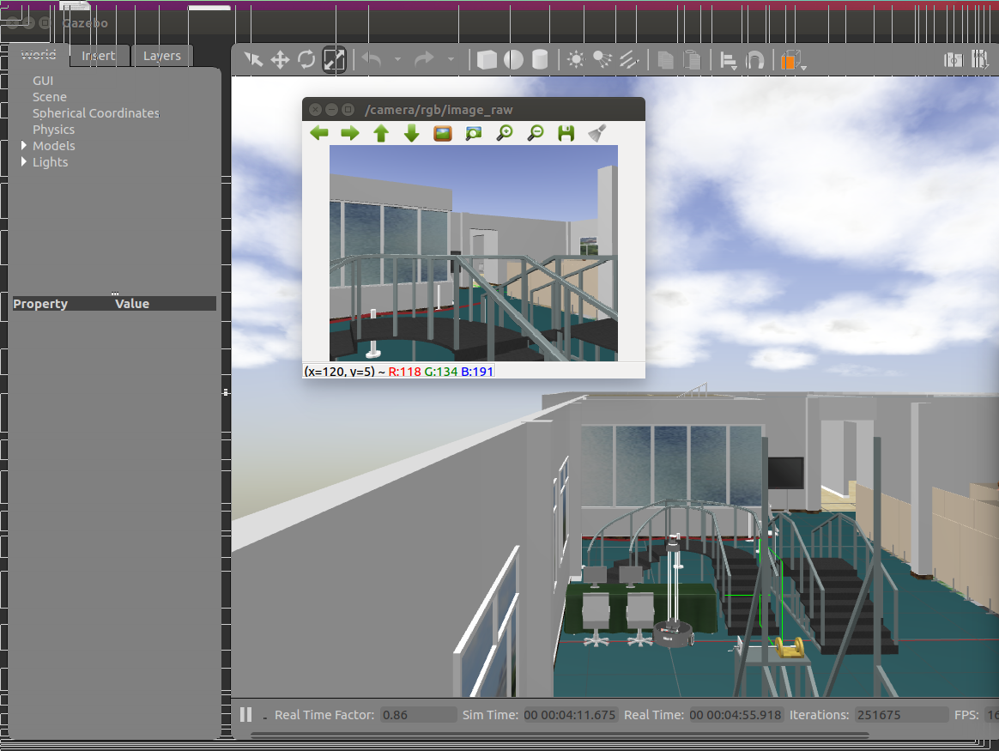 Gazebo
World Insert Layers
GUI
Scene
Spherical Coordinates
Physics
Models
Lights
Property Value
/camera/rgb/image_raw
(x=120, y=5) ~ R:118 G:134 B:191
Real Time Factor: 0.86 Sim Time: 00 00:04:11.675 Real Time: 00 00:04:55.918 Iterations: 251675 FPS: 16